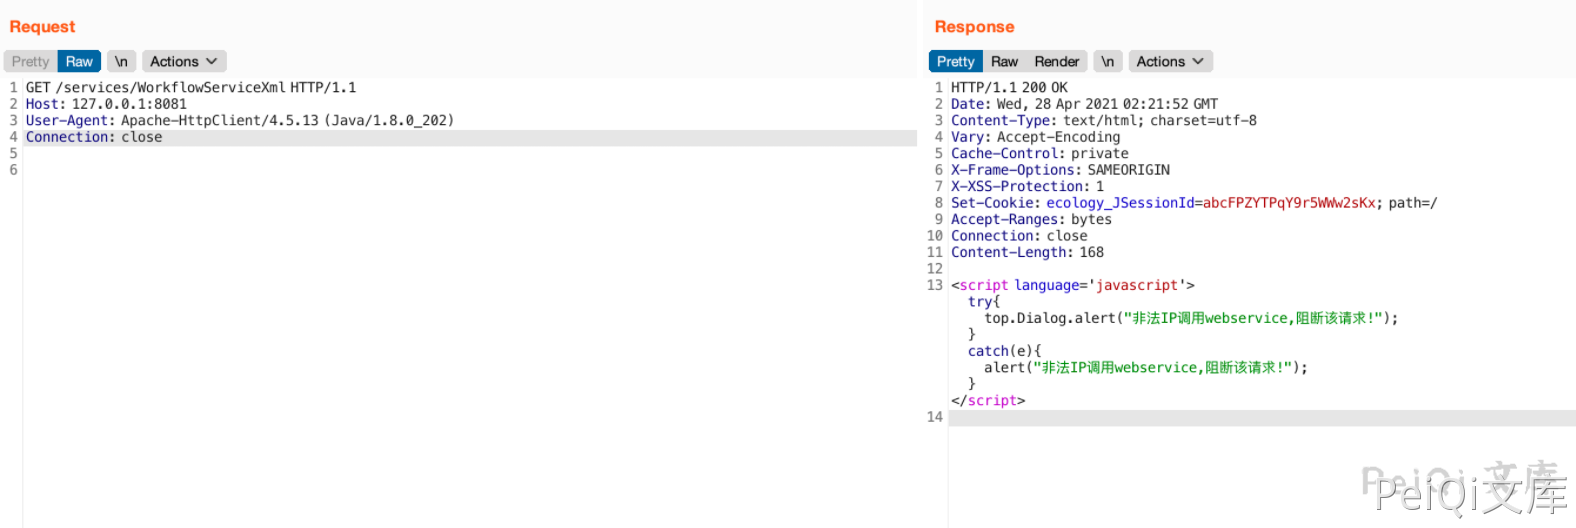 Request
Pretty Raw \n Actions
1 GET /services/WorkflowServiceXml HTTP/1.1
2 Host: 127.0.0.1:8081
3 User-Agent: Apache-HttpClient/4.5.13 (Java/1.8.0_202)
4 Connection: close
5
6
Response
Pretty Raw Render \n Actions
1 HTTP/1.1 200 OK
2 Date: Wed, 28 Apr 2021 02:21:52 GMT
3 Content-Type: text/html; charset=utf-8
4 Vary: Accept-Encoding
5 Cache-Control: private
6 X-Frame-Options: SAMEORIGIN
7 X-XSS-Protection: 1
8 Set-Cookie: ecology_JSessionId=abcFPZYTPqY9r5WWw2sKx; path=/
9 Accept-Ranges: bytes
10 Connection: close
11 Content-Length: 168
12
13 <script language='javascript'>
try{
top.Dialog.alert("非法IP调用webservice,阻断该请求!");
}
catch(e){
alert("非法IP调用webservice,阻断该请求!");
}
</script>
14
PeiQi 文库
PeiQi文库